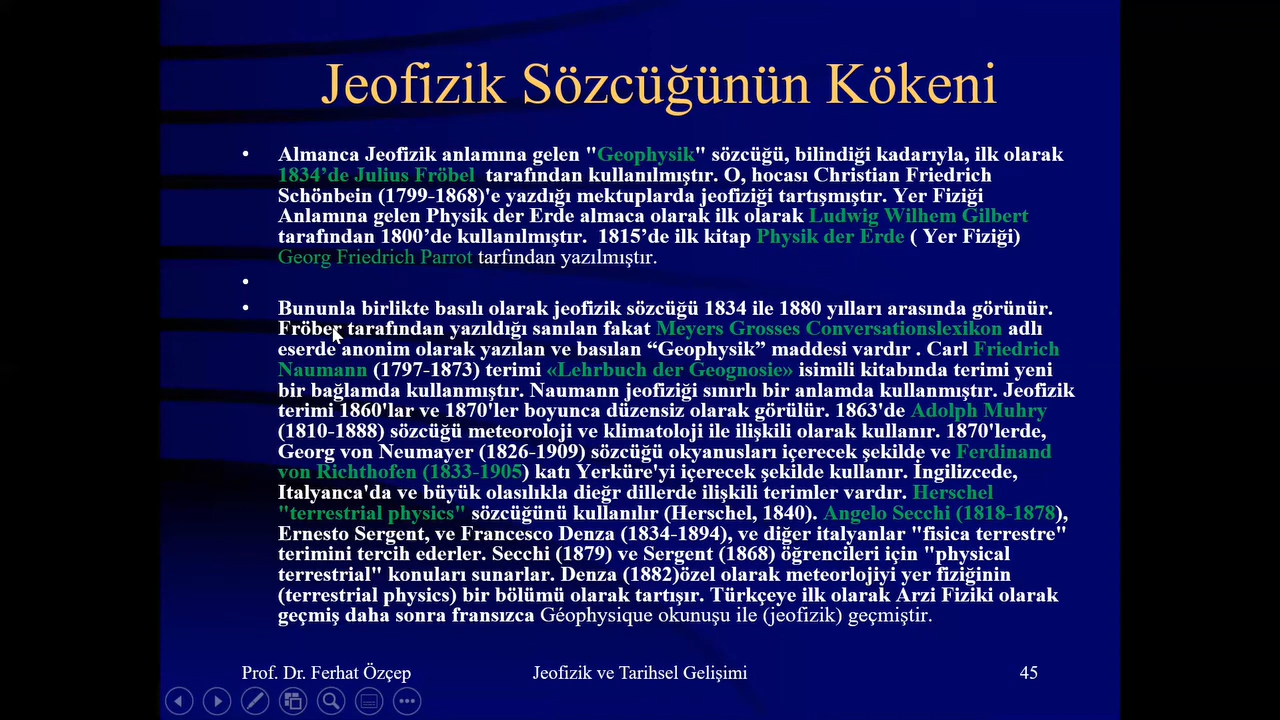 Jeofizik Sözcüğünün Kökeni
• Almanca Jeofizik anlamına gelen "Geophysik" sözcüğü, bilindiği kadarıyla, ilk olarak
1834’de Julius Fröbel tarafından kullanılmıştır. O, hocası Christian Friedrich
Schönbein (1799-1868)'e yazdığı mektuplarda jeofiziği tartışmıştır. Yer Fiziği
Anlamına gelen Physik der Erde almaca olarak ilk olarak Ludwig Wilhem Gilbert
tarafından 1800’de kullanılmıştır. 1815’de ilk kitap Physik der Erde ( Yer Fiziği)
Georg Friedrich Parrot tarfından yazılmıştır.
•
• Bununla birlikte basılı olarak jeofizik sözcüğü 1834 ile 1880 yılları arasında görünür.
Fröber tarafından yazıldığı sanılan fakat Meyers Grosses Conversationslexikon adlı
eserde anonim olarak yazılan ve basılan “Geophysik” maddesi vardır . Carl Friedrich
Naumann (1797-1873) terimi «Lehrbuch der Geognosie» isimili kitabında terimi yeni
bir bağlamda kullanmıştır. Naumann jeofiziği sınırlı bir anlamda kullanmıştır. Jeofizik
terimi 1860'lar ve 1870'ler boyunca düzensiz olarak görülür. 1863'de Adolph Muhry
(1810-1888) sözcüğü meteoroloji ve klimatoloji ile ilişkili olarak kullanır. 1870'lerde,
Georg von Neumayer (1826-1909) sözcüğü okyanusları içerecek şekilde ve Ferdinand
von Richthofen (1833-1905) katı Yerküre'yi içerecek şekilde kullanır. İngilizcede,
Italyanca'da ve büyük olasılıkla dieğr dillerde ilişkili terimler vardır. Herschel
"terrestrial physics" sözcüğünü kullanılır (Herschel, 1840). Angelo Secchi (1818-1878),
Ernesto Sergent, ve Francesco Denza (1834-1894), ve diğer italyanlar "fisica terrestre"
terimini tercih ederler. Secchi (1879) ve Sergent (1868) öğrencileri için "physical
terrestrial" konuları sunarlar. Denza (1882)özel olarak meteorlojiyi yer fiziğinin
(terrestrial physics) bir bölümü olarak tartışır. Türkçeye ilk olarak Arzi Fiziki olarak
geçmiş daha sonra fransızca Géophysique okunuşu ile (jeofizik) geçmiştir.
Prof. Dr. Ferhat Özçep
Jeofizik ve Tarihsel Gelişimi
45